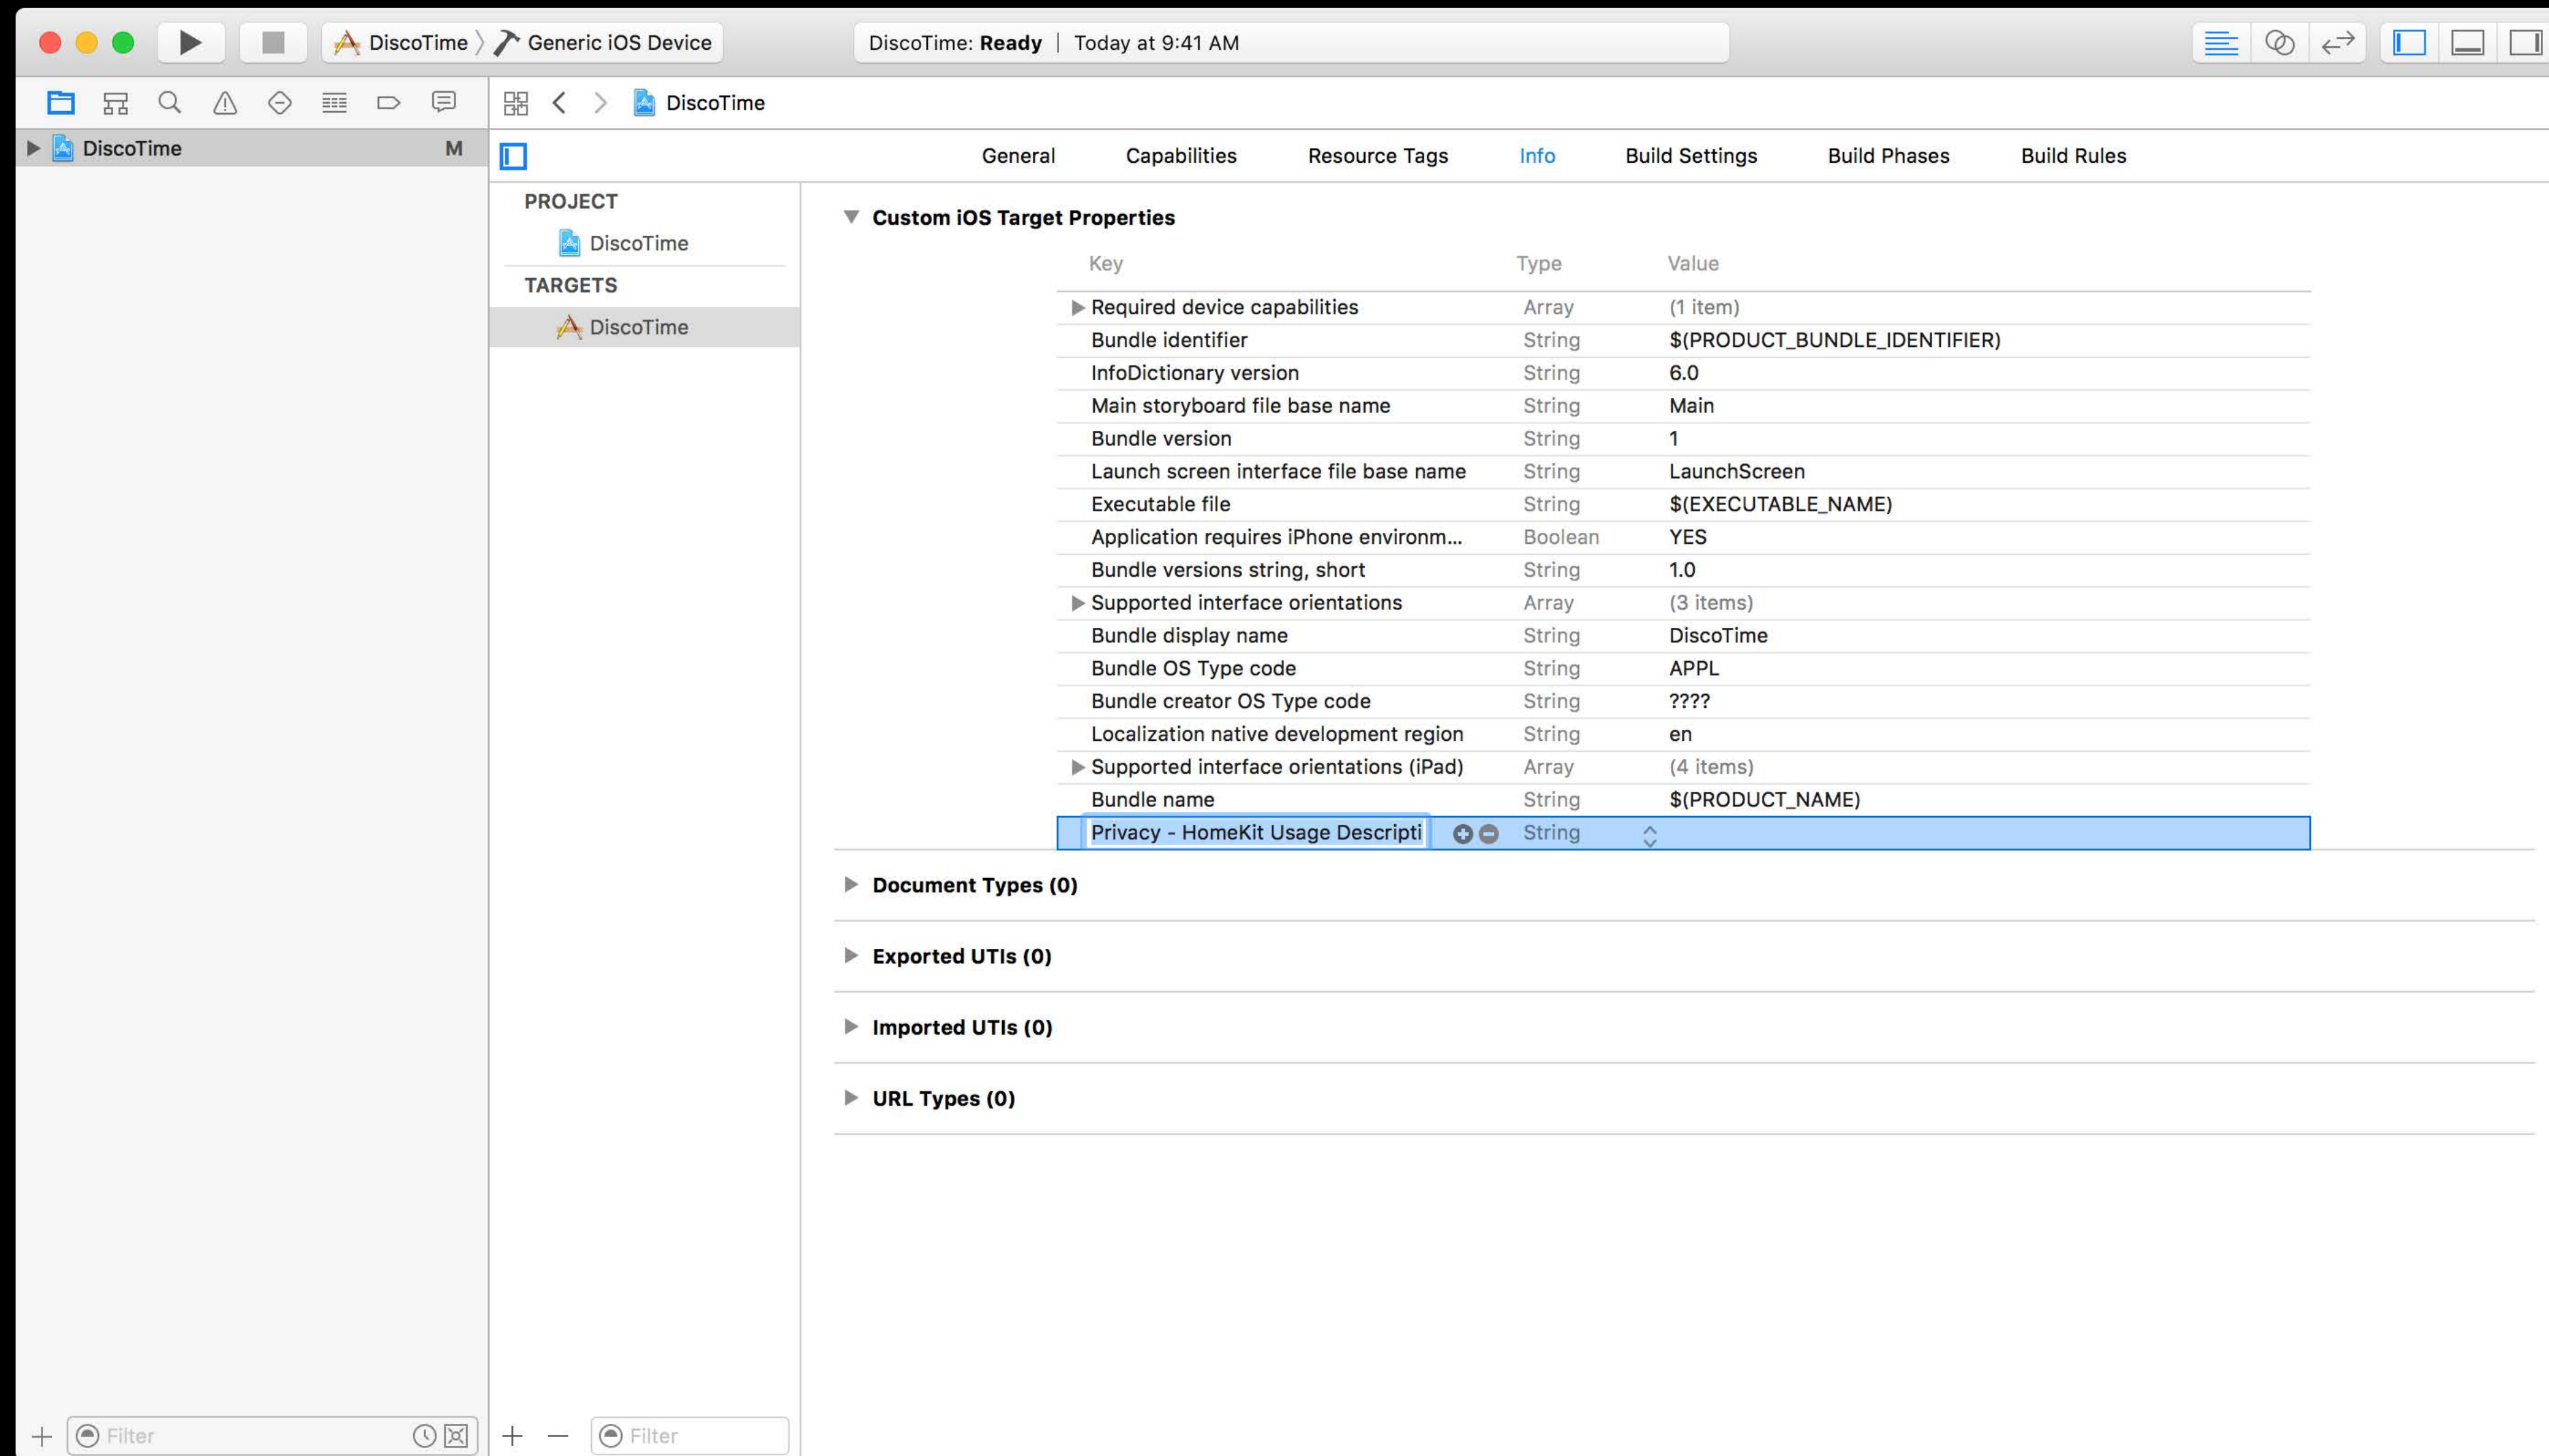 DiscoTime Generic iOS Device DiscoTime: Ready Today at 9:41 AM
DiscoTime
DiscoTime M General Capabilities Resource Tags Info Build Settings Build Phases Build Rules
PROJECT
DiscoTime
TARGETS
DiscoTime
Custom iOS Target Properties
Key Type Value
Required device capabilities Array (1 item)
Bundle identifier String $(PRODUCT_BUNDLE_IDENTIFIER)
InfoDictionary version String 6.0
Main storyboard file base name String Main
Bundle version String 1
Launch screen interface file base name String LaunchScreen
Executable file String $(EXECUTABLE_NAME)
Application requires iPhone environm... Boolean YES
Bundle versions string, short String 1.0
Supported interface orientations Array (3 items)
Bundle display name String DiscoTime
Bundle OS Type code String APPL
Bundle creator OS Type code String ????
Localization native development region String en
Supported interface orientations (iPad) Array (4 items)
Bundle name String $(PRODUCT_NAME)
Privacy - HomeKit Usage Descripti String
Document Types (0)
Exported UTIs (0)
Imported UTIs (0)
URL Types (0)
Filter Filter